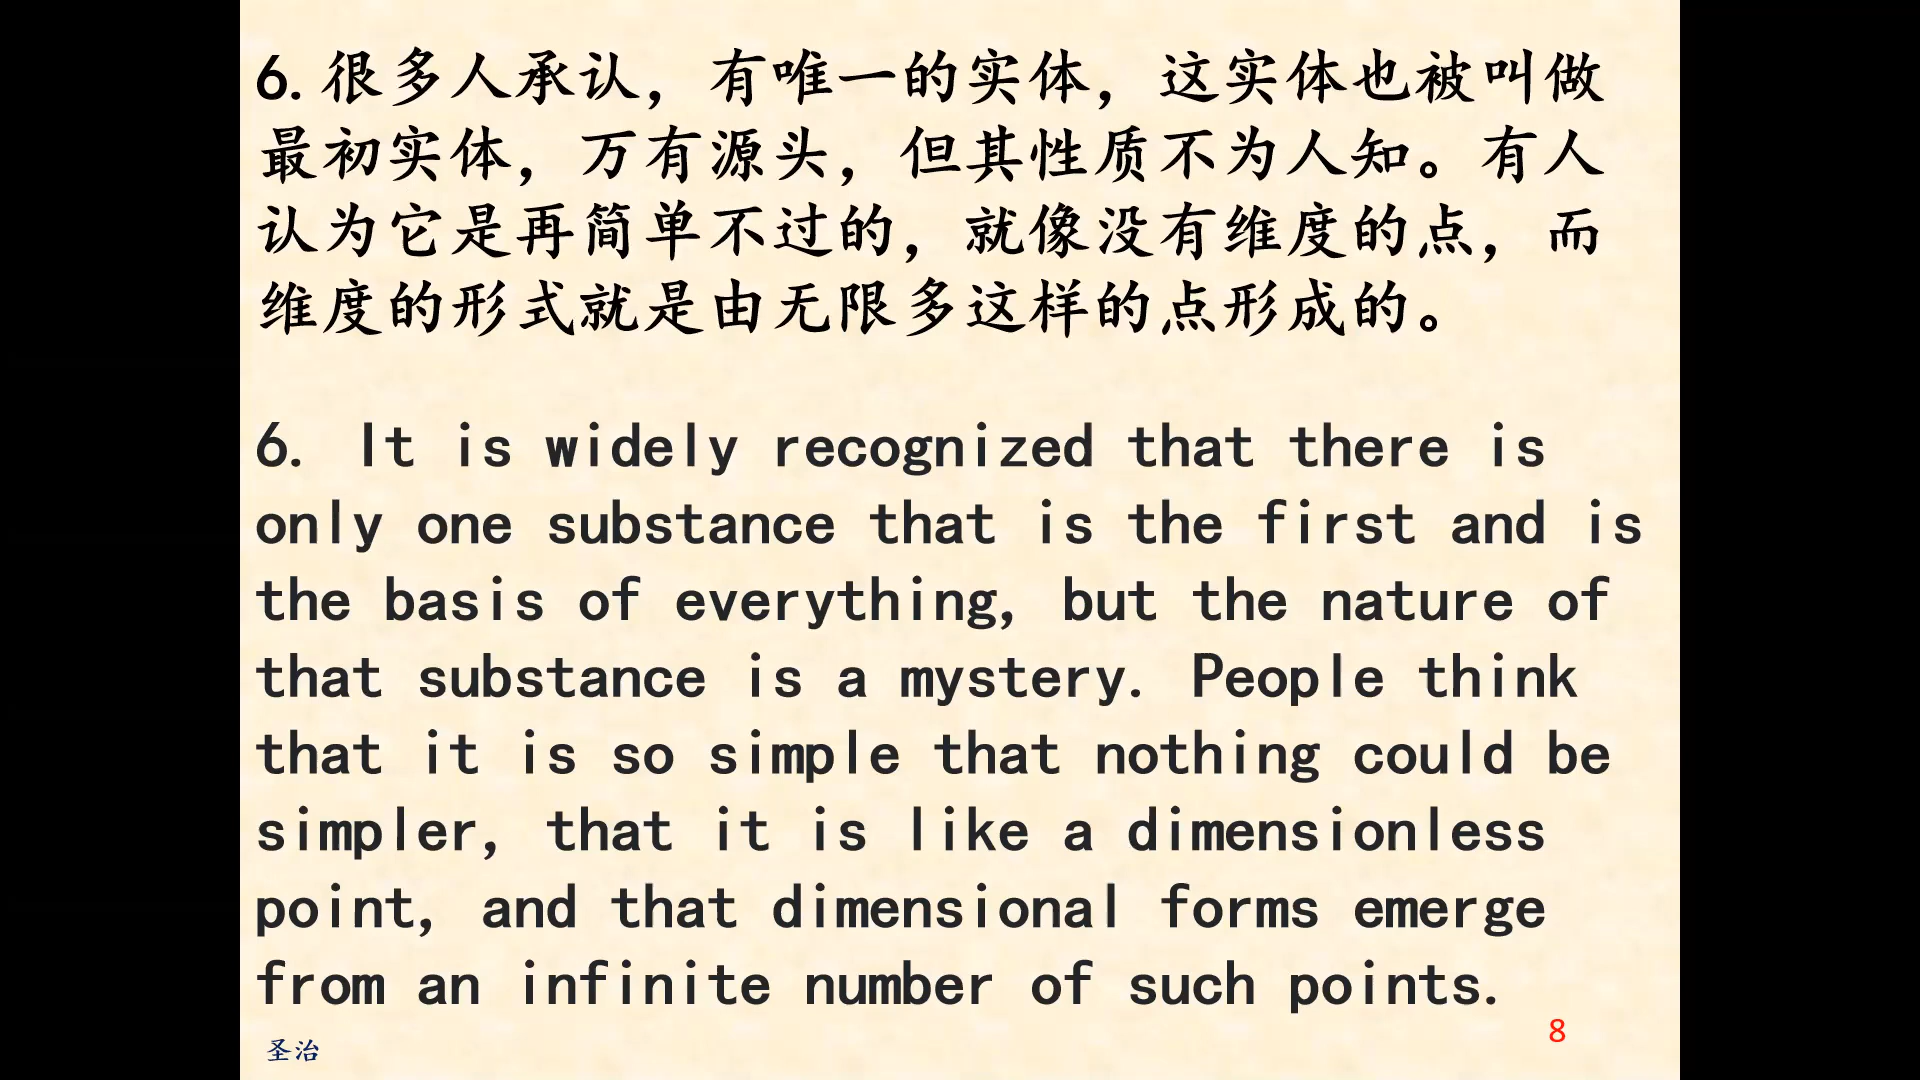 6.很多人承认，有唯一的实体，这实体也被叫做
最初实体，万有源头，但其性质不为人知。有人
认为它是再简单不过的，就像没有维度的点，而
维度的形式就是由无限多这样的点形成的。
6. It is widely recognized that there is
only one substance that is the first and is
the basis of everything, but the nature of
that substance is a mystery. People think
that it is so simple that nothing could be
simpler, that it is like a dimensionless
point, and that dimensional forms emerge
from an infinite number of such points.
圣治
8